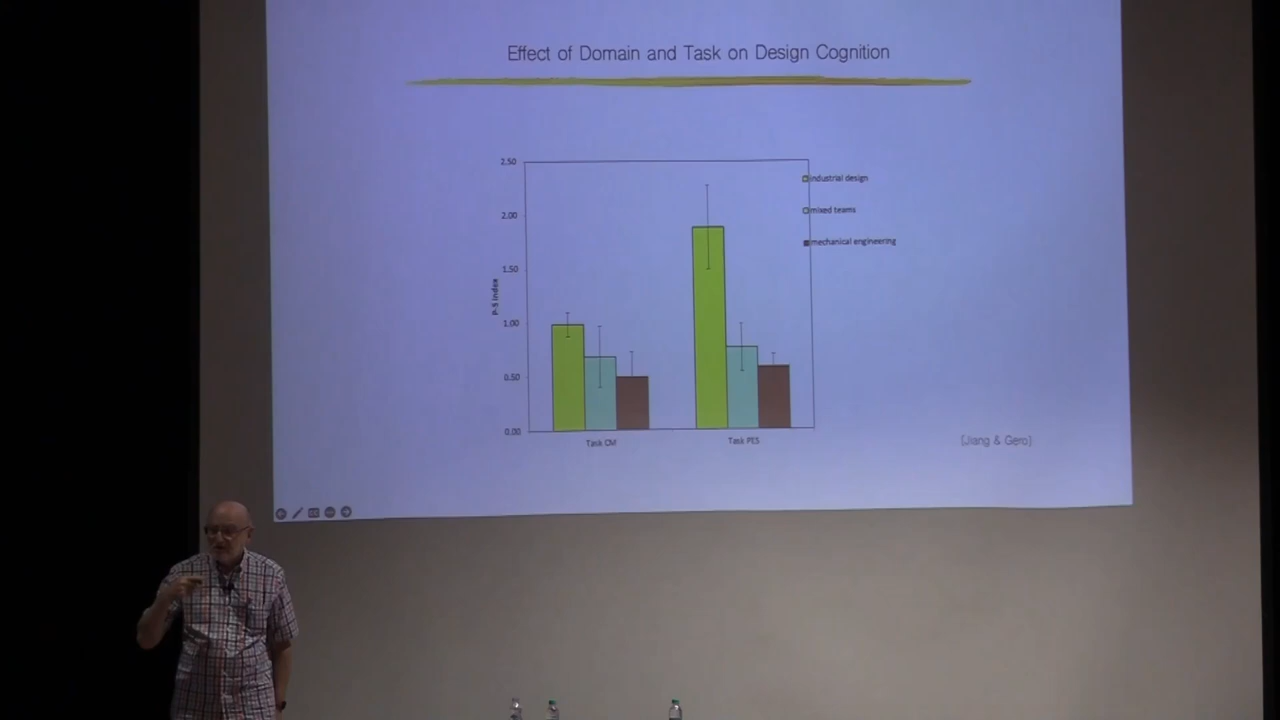 Effect of Domain and Task on Design Cognition
2.50
2.00
1.50
1.00
0.50
0.00
P-S index
industrial design
mixed teams
mechanical engineering
Task CM
Task PES
[Jiang & Gero]